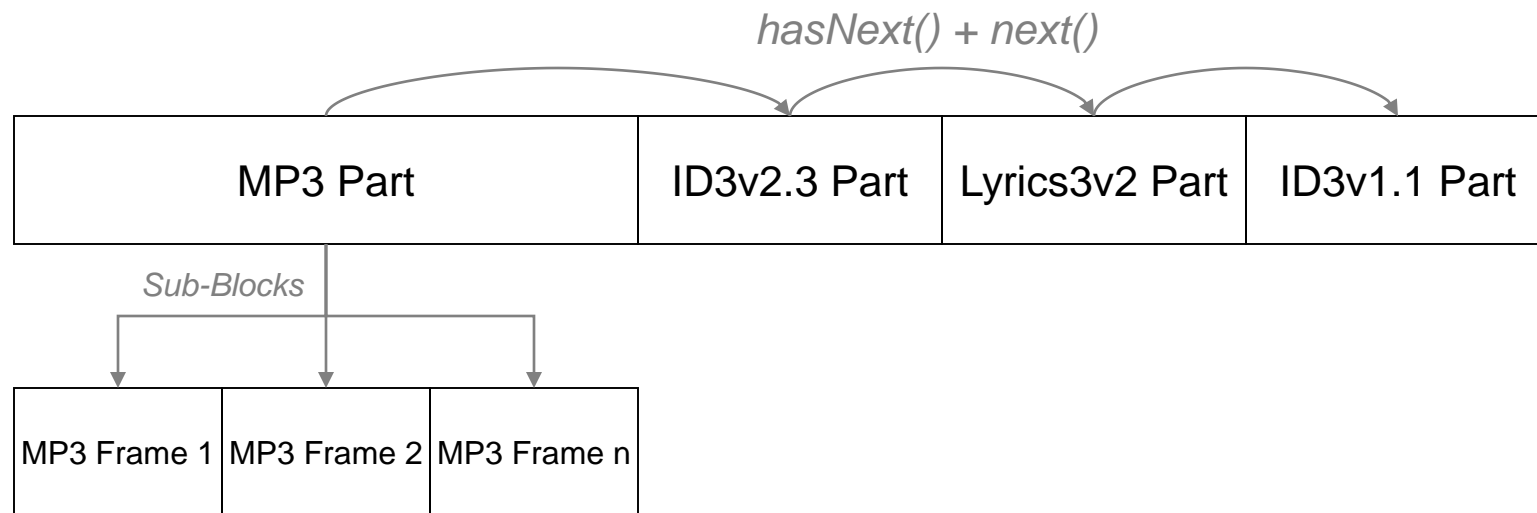 hasNext() + next()
MP3 Part
ID3v2.3 Part
Lyrics3v2 Part
ID3v1.1 Part
Sub-Blocks
MP3 Frame 1
MP3 Frame 2
MP3 Frame n